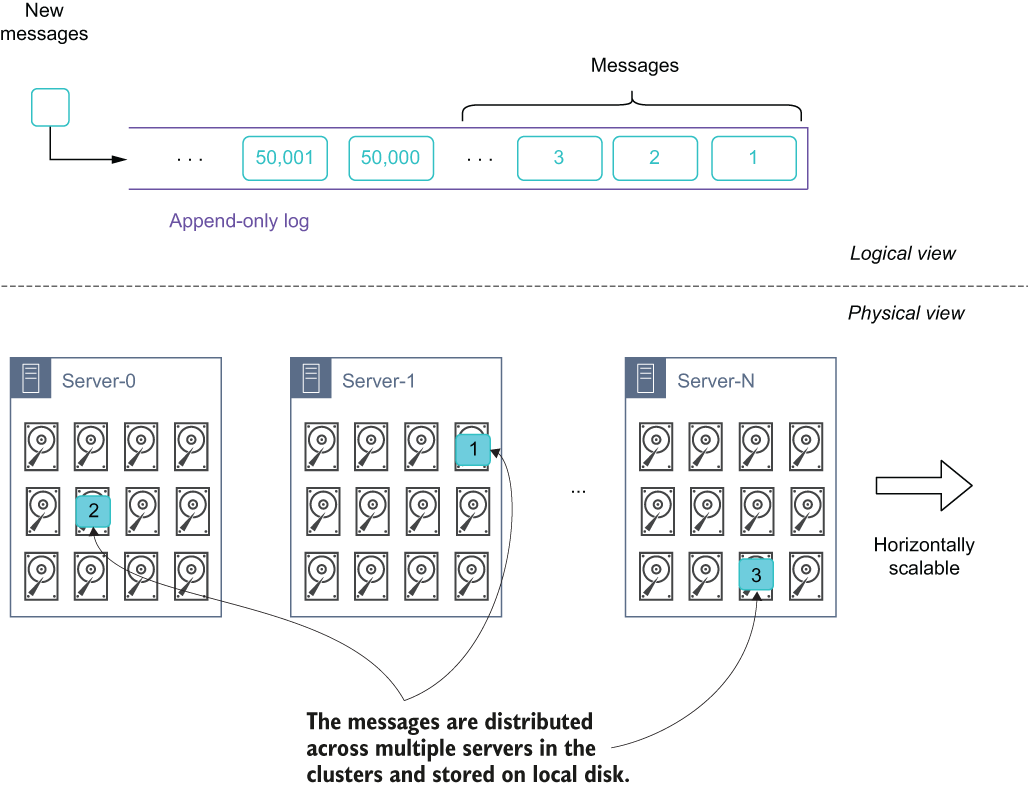 New
messages
Messages
. . . 50,001 50,000 . . . 3 2 1
Append-only log
Logical view
Physical view
Server-0 Server-1 Server-N
1
2
...
3
Horizontally
scalable
The messages are distributed
across multiple servers in the
clusters and stored on local disk.